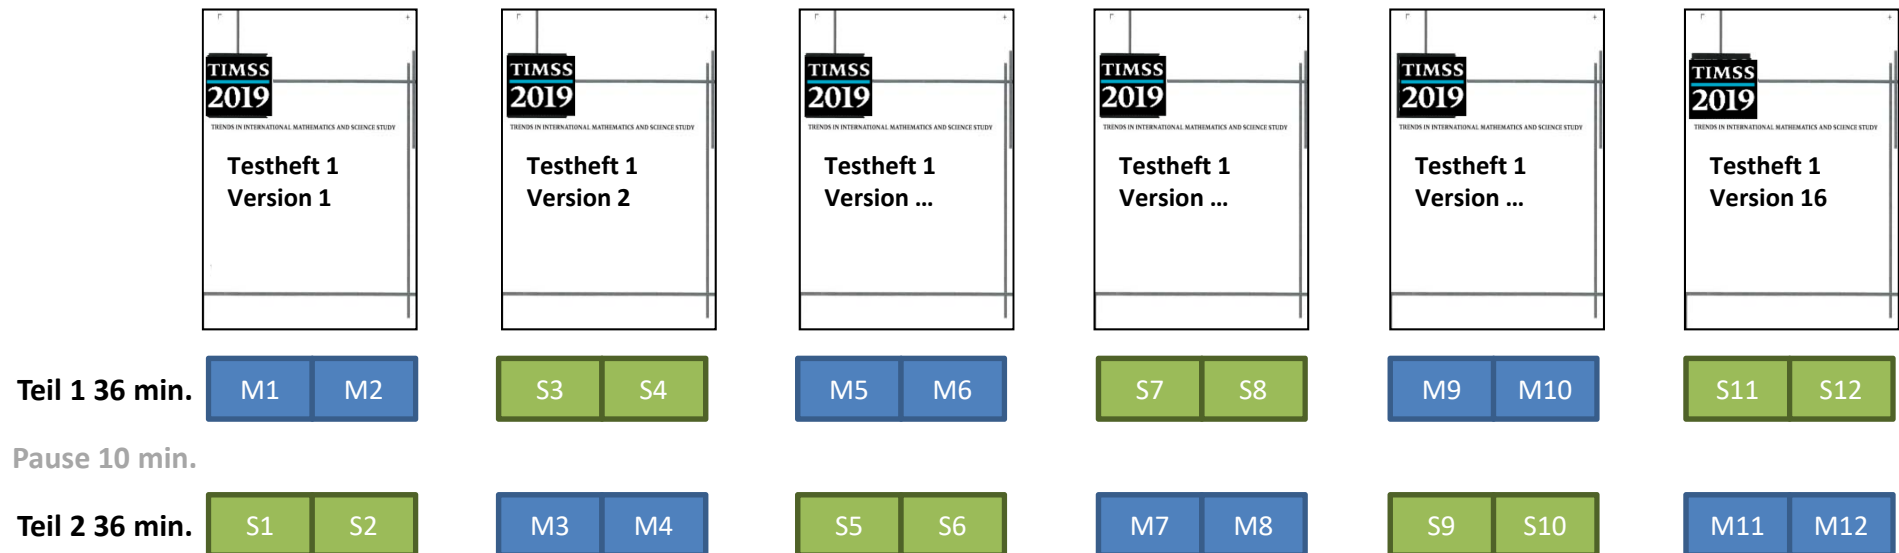 TIMSS
2019
TRENDS IN INTERNATIONAL MATHEMATICS AND SCIENCE STUDY
Testheft 1
Version 1
TIMSS
2019
TRENDS IN INTERNATIONAL MATHEMATICS AND SCIENCE STUDY
Testheft 1
Version 2
TIMSS
2019
TRENDS IN INTERNATIONAL MATHEMATICS AND SCIENCE STUDY
Testheft 1
Version ...
TIMSS
2019
TRENDS IN INTERNATIONAL MATHEMATICS AND SCIENCE STUDY
Testheft 1
Version ...
TIMSS
2019
TRENDS IN INTERNATIONAL MATHEMATICS AND SCIENCE STUDY
Testheft 1
Version ...
TIMSS
2019
TRENDS IN INTERNATIONAL MATHEMATICS AND SCIENCE STUDY
Testheft 1
Version 16
Teil 1 36 min. M1 M2 S3 S4 M5 M6 S7 S8 M9 M10 S11 S12
Pause 10 min.
Teil 2 36 min. S1 S2 M3 M4 S5 S6 M7 M8 S9 S10 M11 M12